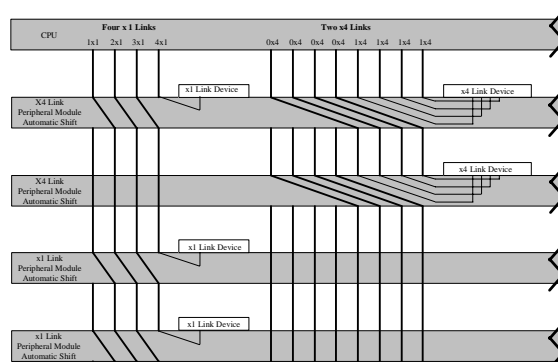 Four x 1 Links
Two x4 Links
CPU
1x1 2x1 3x1 4x1
0x4 0x4 0x4 0x4 1x4 1x4 1x4 1x4
x1 Link Device
x4 Link Device
X4 Link
Peripheral Module
Automatic Shift
x4 Link Device
X4 Link
Peripheral Module
Automatic Shift
x1 Link Device
x1 Link
Peripheral Module
Automatic Shift
x1 Link Device
x1 Link
Peripheral Module
Automatic Shift